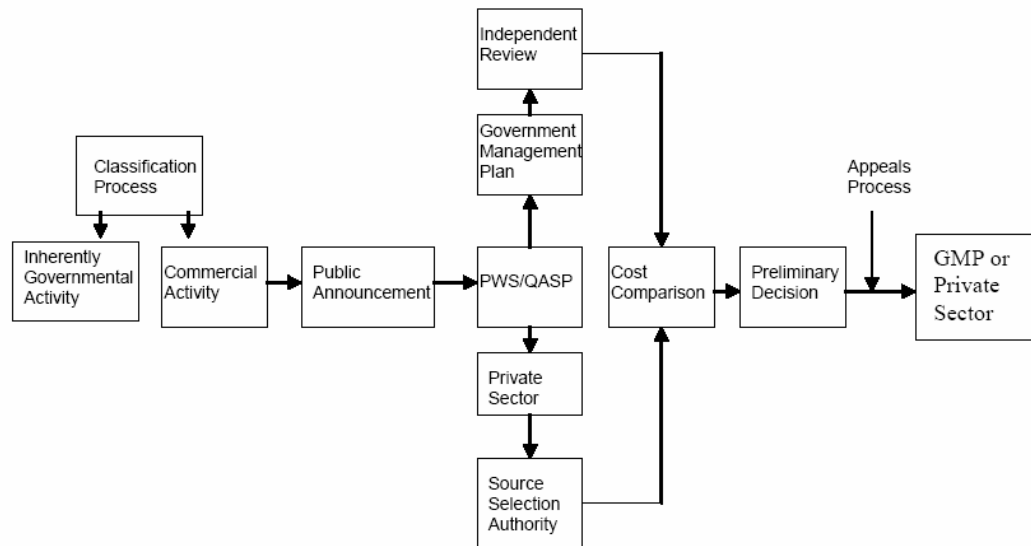 Independent
Review
Government
Management
Plan
Classification
Process
Appeals
Process
Inherently
Governmental
Activity
Commercial
Activity
Public
Announcement
PWS/QASP
Cost
Comparison
Preliminary
Decision
GMP or
Private
Sector
Private
Sector
Source
Selection
Authority